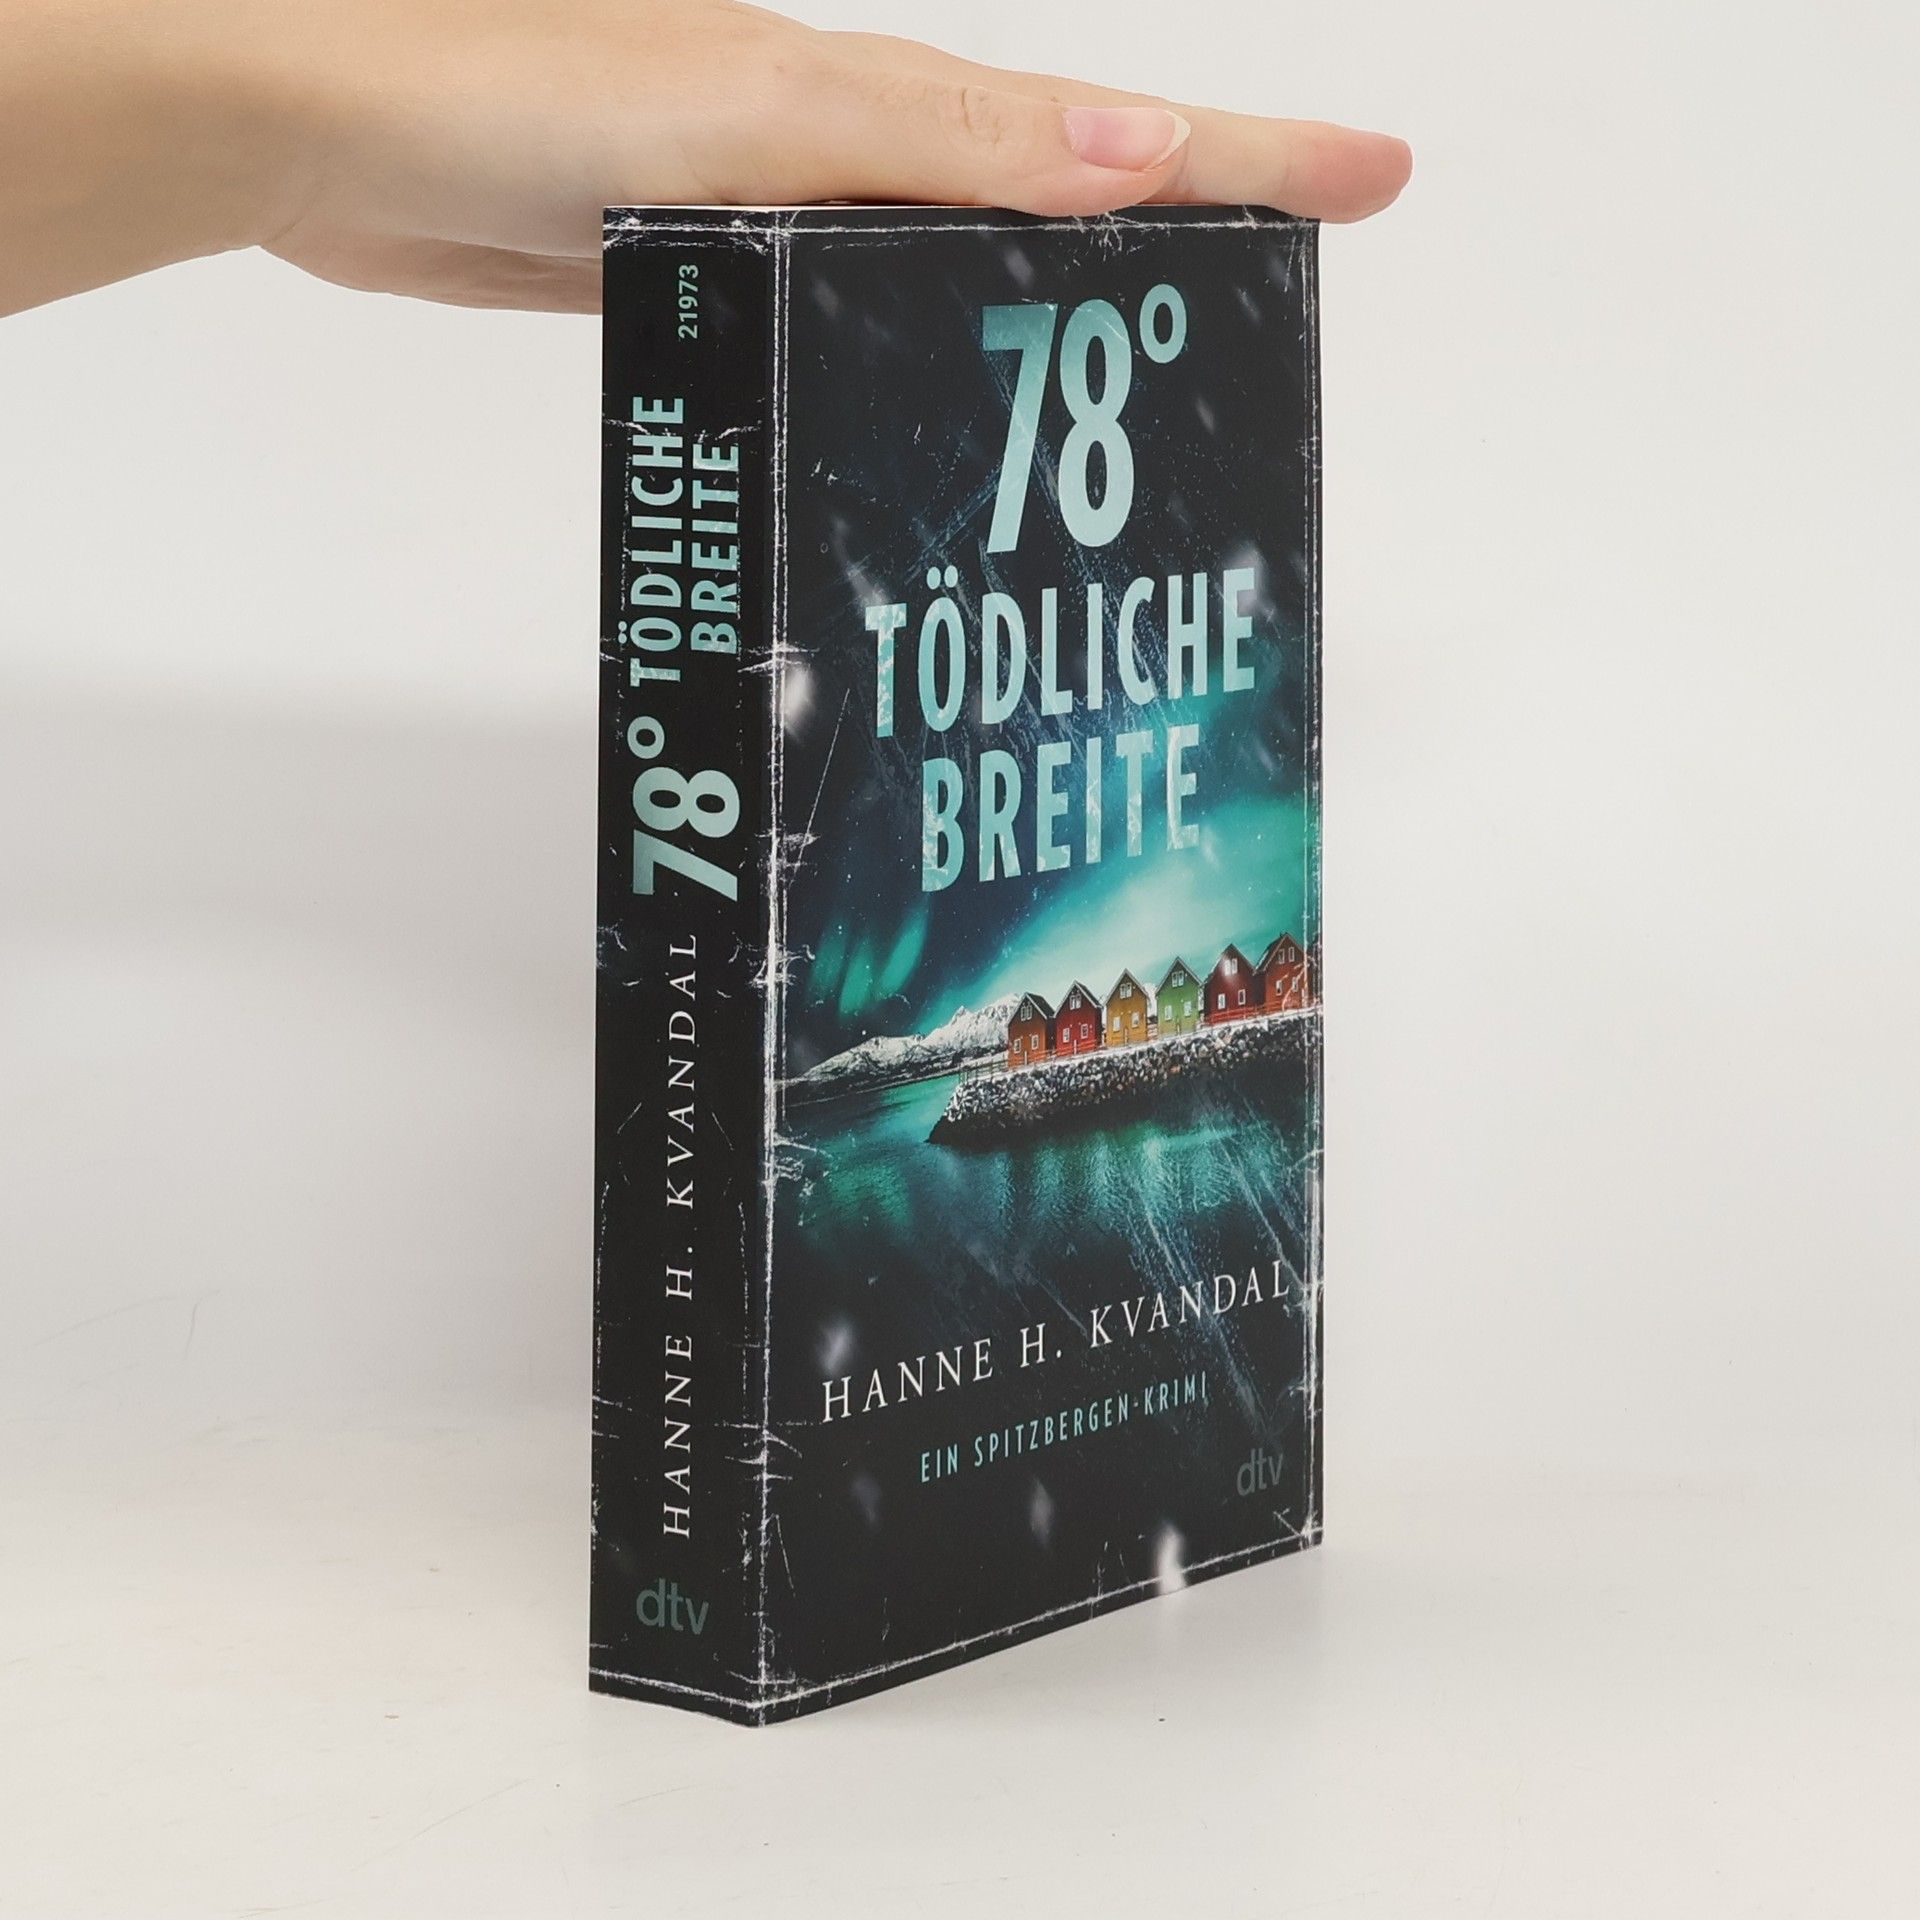 21973
78° TÖDLICHE
BREITE
HANNE H. KVANDAL
dtv
78°
TÖDLICHE
BREITE
HANNE H. KVANDAL
EIN SPITZBERGEN-KRIMI
dtv